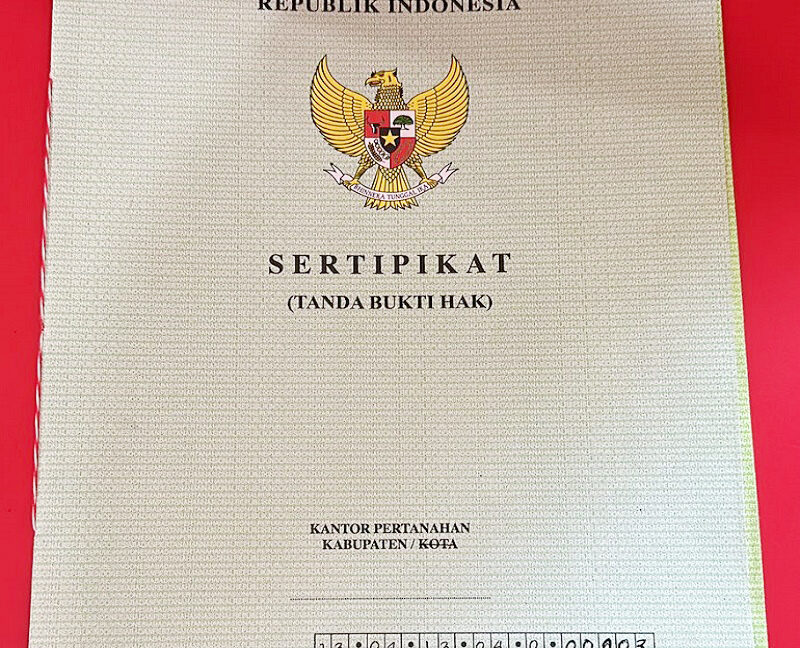 REPUBLIK INDONESIA
BHINNEKA TUNGGAL IKA
SERTIPIKAT
(TANDA BUKTI HAK)
KANTOR PERTANAHAN
KABUPATEN / KOTA